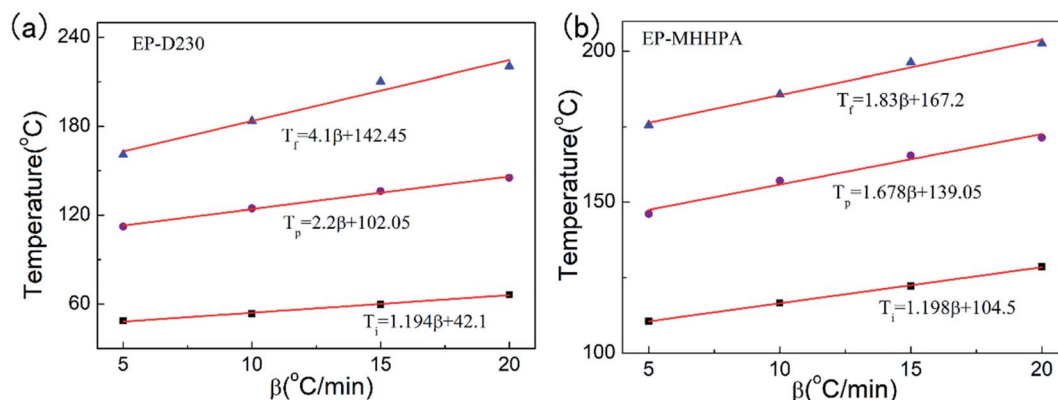 (a)
EP-D230
240
180
120
60
Temperature(°C)
T_f=4.1β+142.45
T_p=2.2β+102.05
T_i=1.194β+42.1
5 10 15 20
β(°C/min)
(b)
EP-MHHPA
200
150
100
Temperature(°C)
T_f=1.83β+167.2
T_p=1.678β+139.05
T_i=1.198β+104.5
5 10 15 20
β(°C/min)